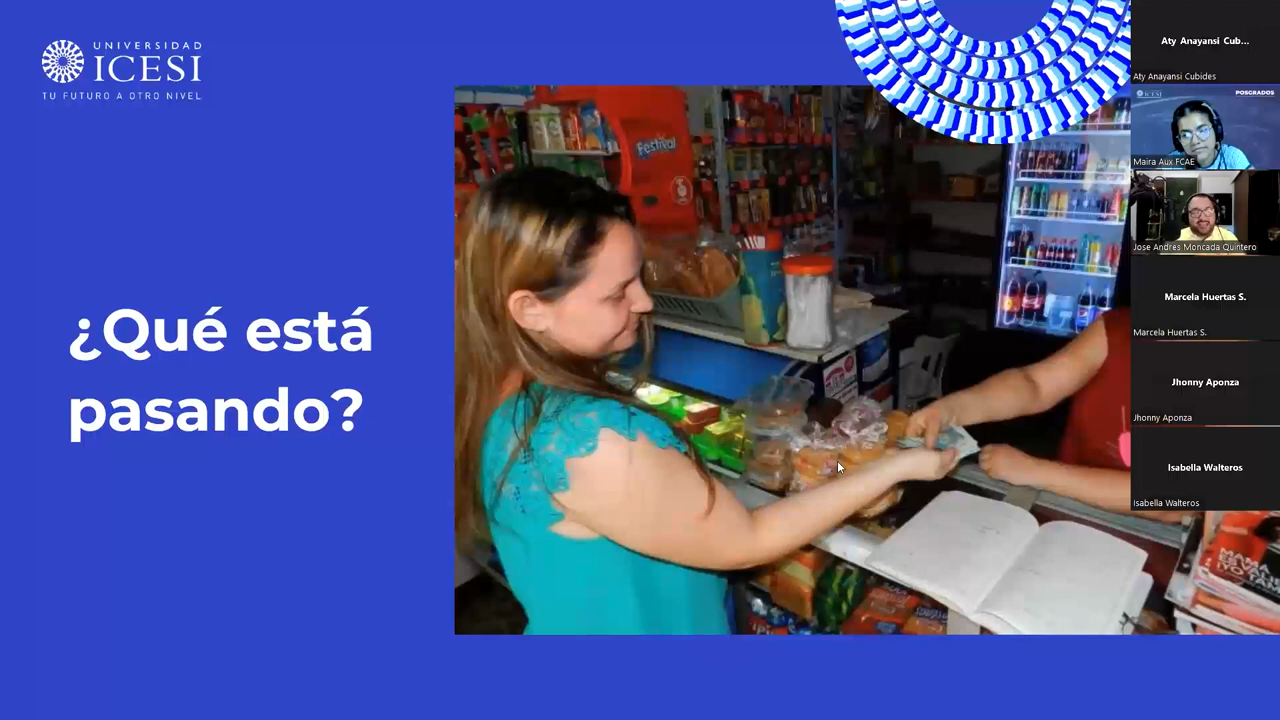 UNIVERSIDAD
ICESI
TU FUTURO A OTRO NIVEL
¿Qué está
pasando?
Festival
Aty Anayansi Cub...
Aty Anayansi Cubides
ICESI
POSGRADOS
Maira Aux FCAE
Jose Andres Moncada Quintero
Marcela Huertas S.
Marcela Huertas S.
Jhonny Aponza
Jhonny Aponza
Isabella Walteros
Isabella Walteros